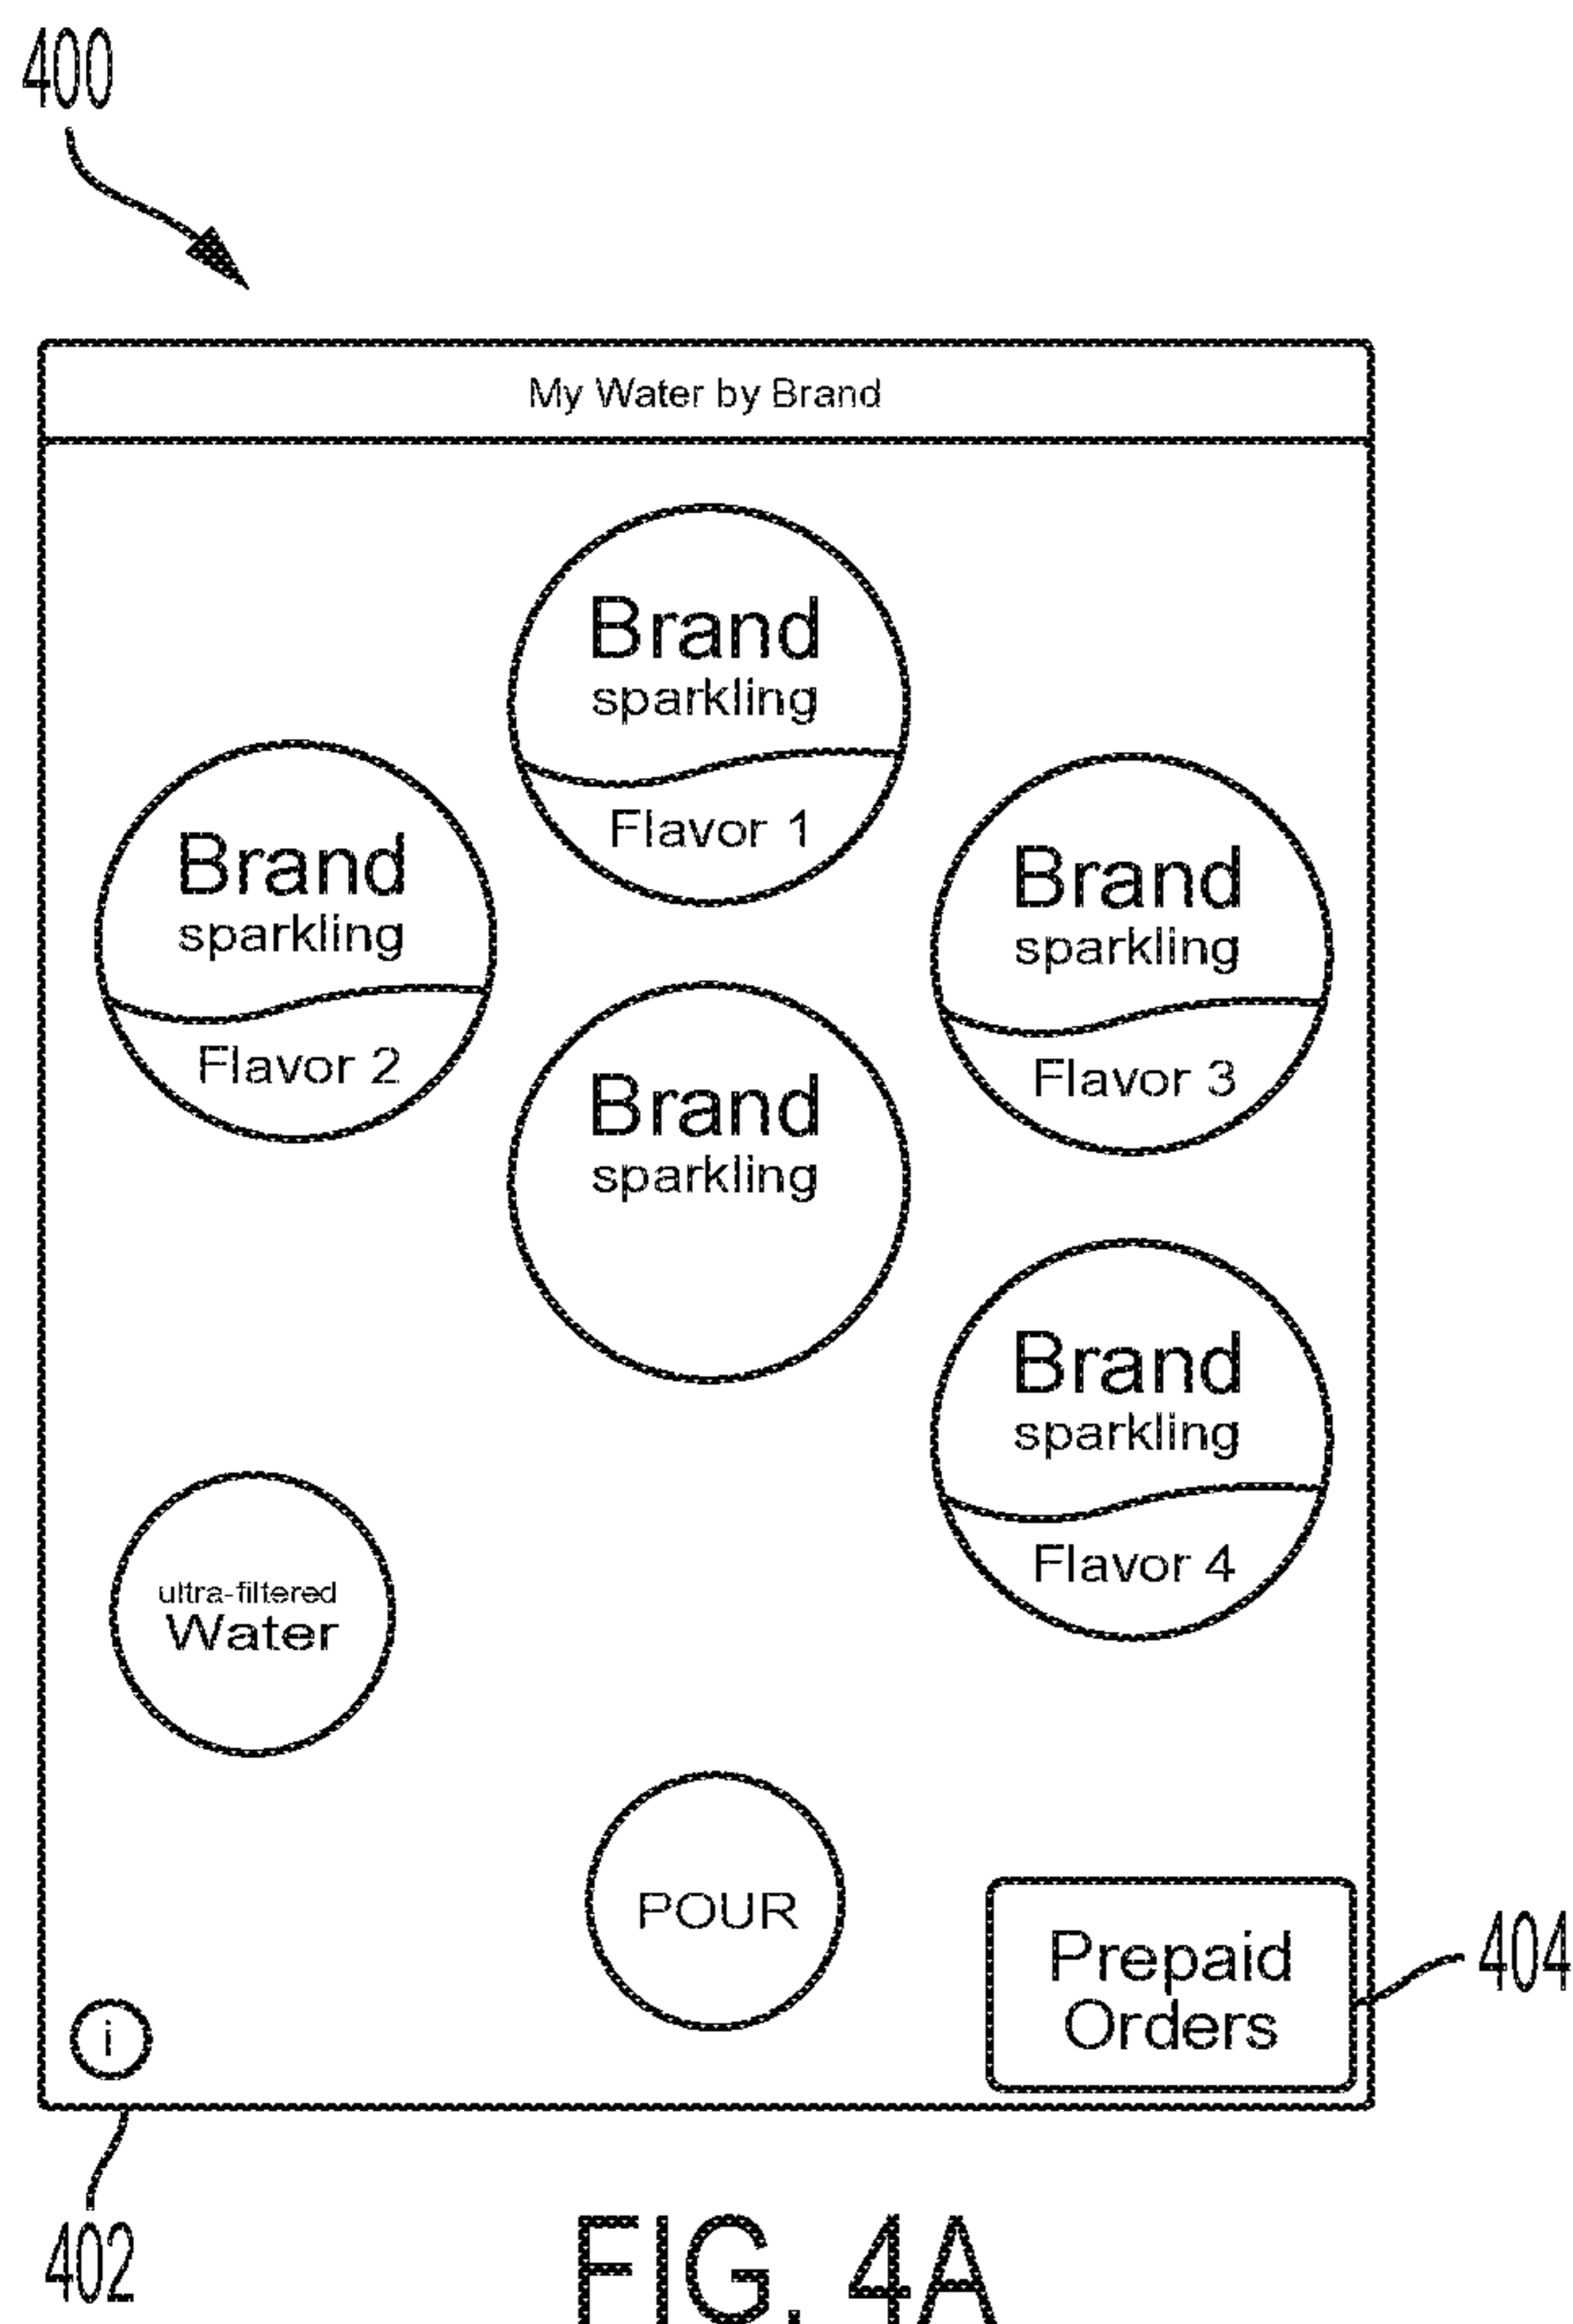 400
My Water by Brand
Brand
sparkling
Flavor 1
Brand
sparkling
Flavor 2
Brand
sparkling
Flavor 3
Brand
sparkling
Brand
sparkling
Flavor 4
ultra-filtered
Water
POUR
Prepaid
Orders
404
i
402
FIG. 4A